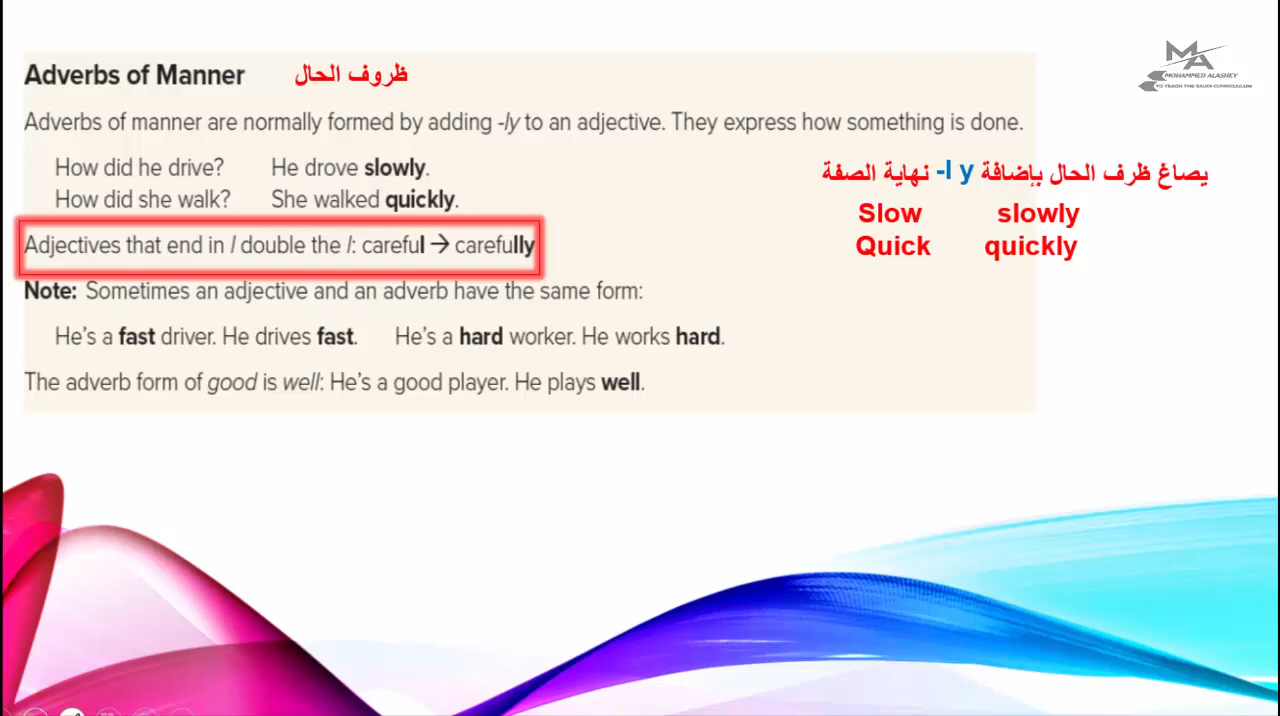 Adverbs of Manner ظروف الحال
MA
MOHAMMED ALASHEY
TO TEACH THE SAUDI CURRICUULUM
Adverbs of manner are normally formed by adding -ly to an adjective. They express how something is done.
How did he drive? He drove slowly.
How did she walk? She walked quickly.
يصاغ ظرف الحال بإضافة -l y نهاية الصفة
Slow slowly
Quick quickly
Adjectives that end in l double the l: careful → carefully
Note: Sometimes an adjective and an adverb have the same form:
He's a fast driver. He drives fast. He's a hard worker. He works hard.
The adverb form of good is well: He's a good player. He plays well.